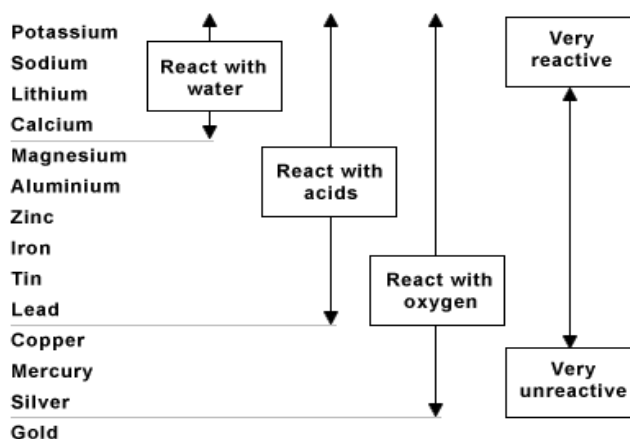 Potassium
Sodium
Lithium
Calcium
Magnesium
Aluminium
Zinc
Iron
Tin
Lead
Copper
Mercury
Silver
Gold
React with
water
React with
acids
React with
oxygen
Very
reactive
Very
unreactive